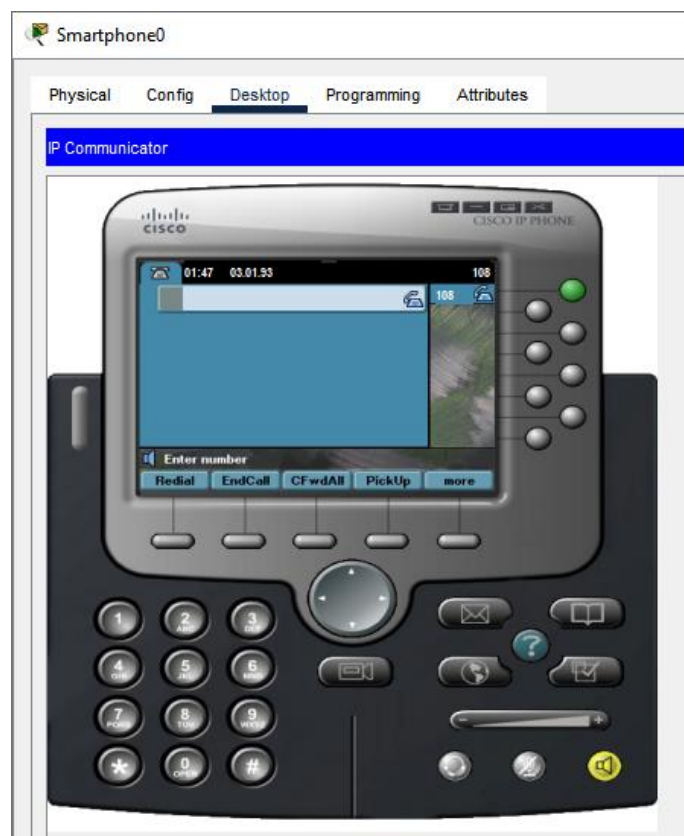 Smartphone0
Physical Config Desktop Programming Attributes
IP Communicator
CISCO
CISCO IP PHONE
01:47 03.01.93 108
108
Enter number
Redial EndCall CFwdAll PickUp more
1 2 ABC 3 DEF
4 GHI 5 JKL 6 MNO
7 PQRS 8 TUV 9 WXYZ
* 0 OPER #
?
- +